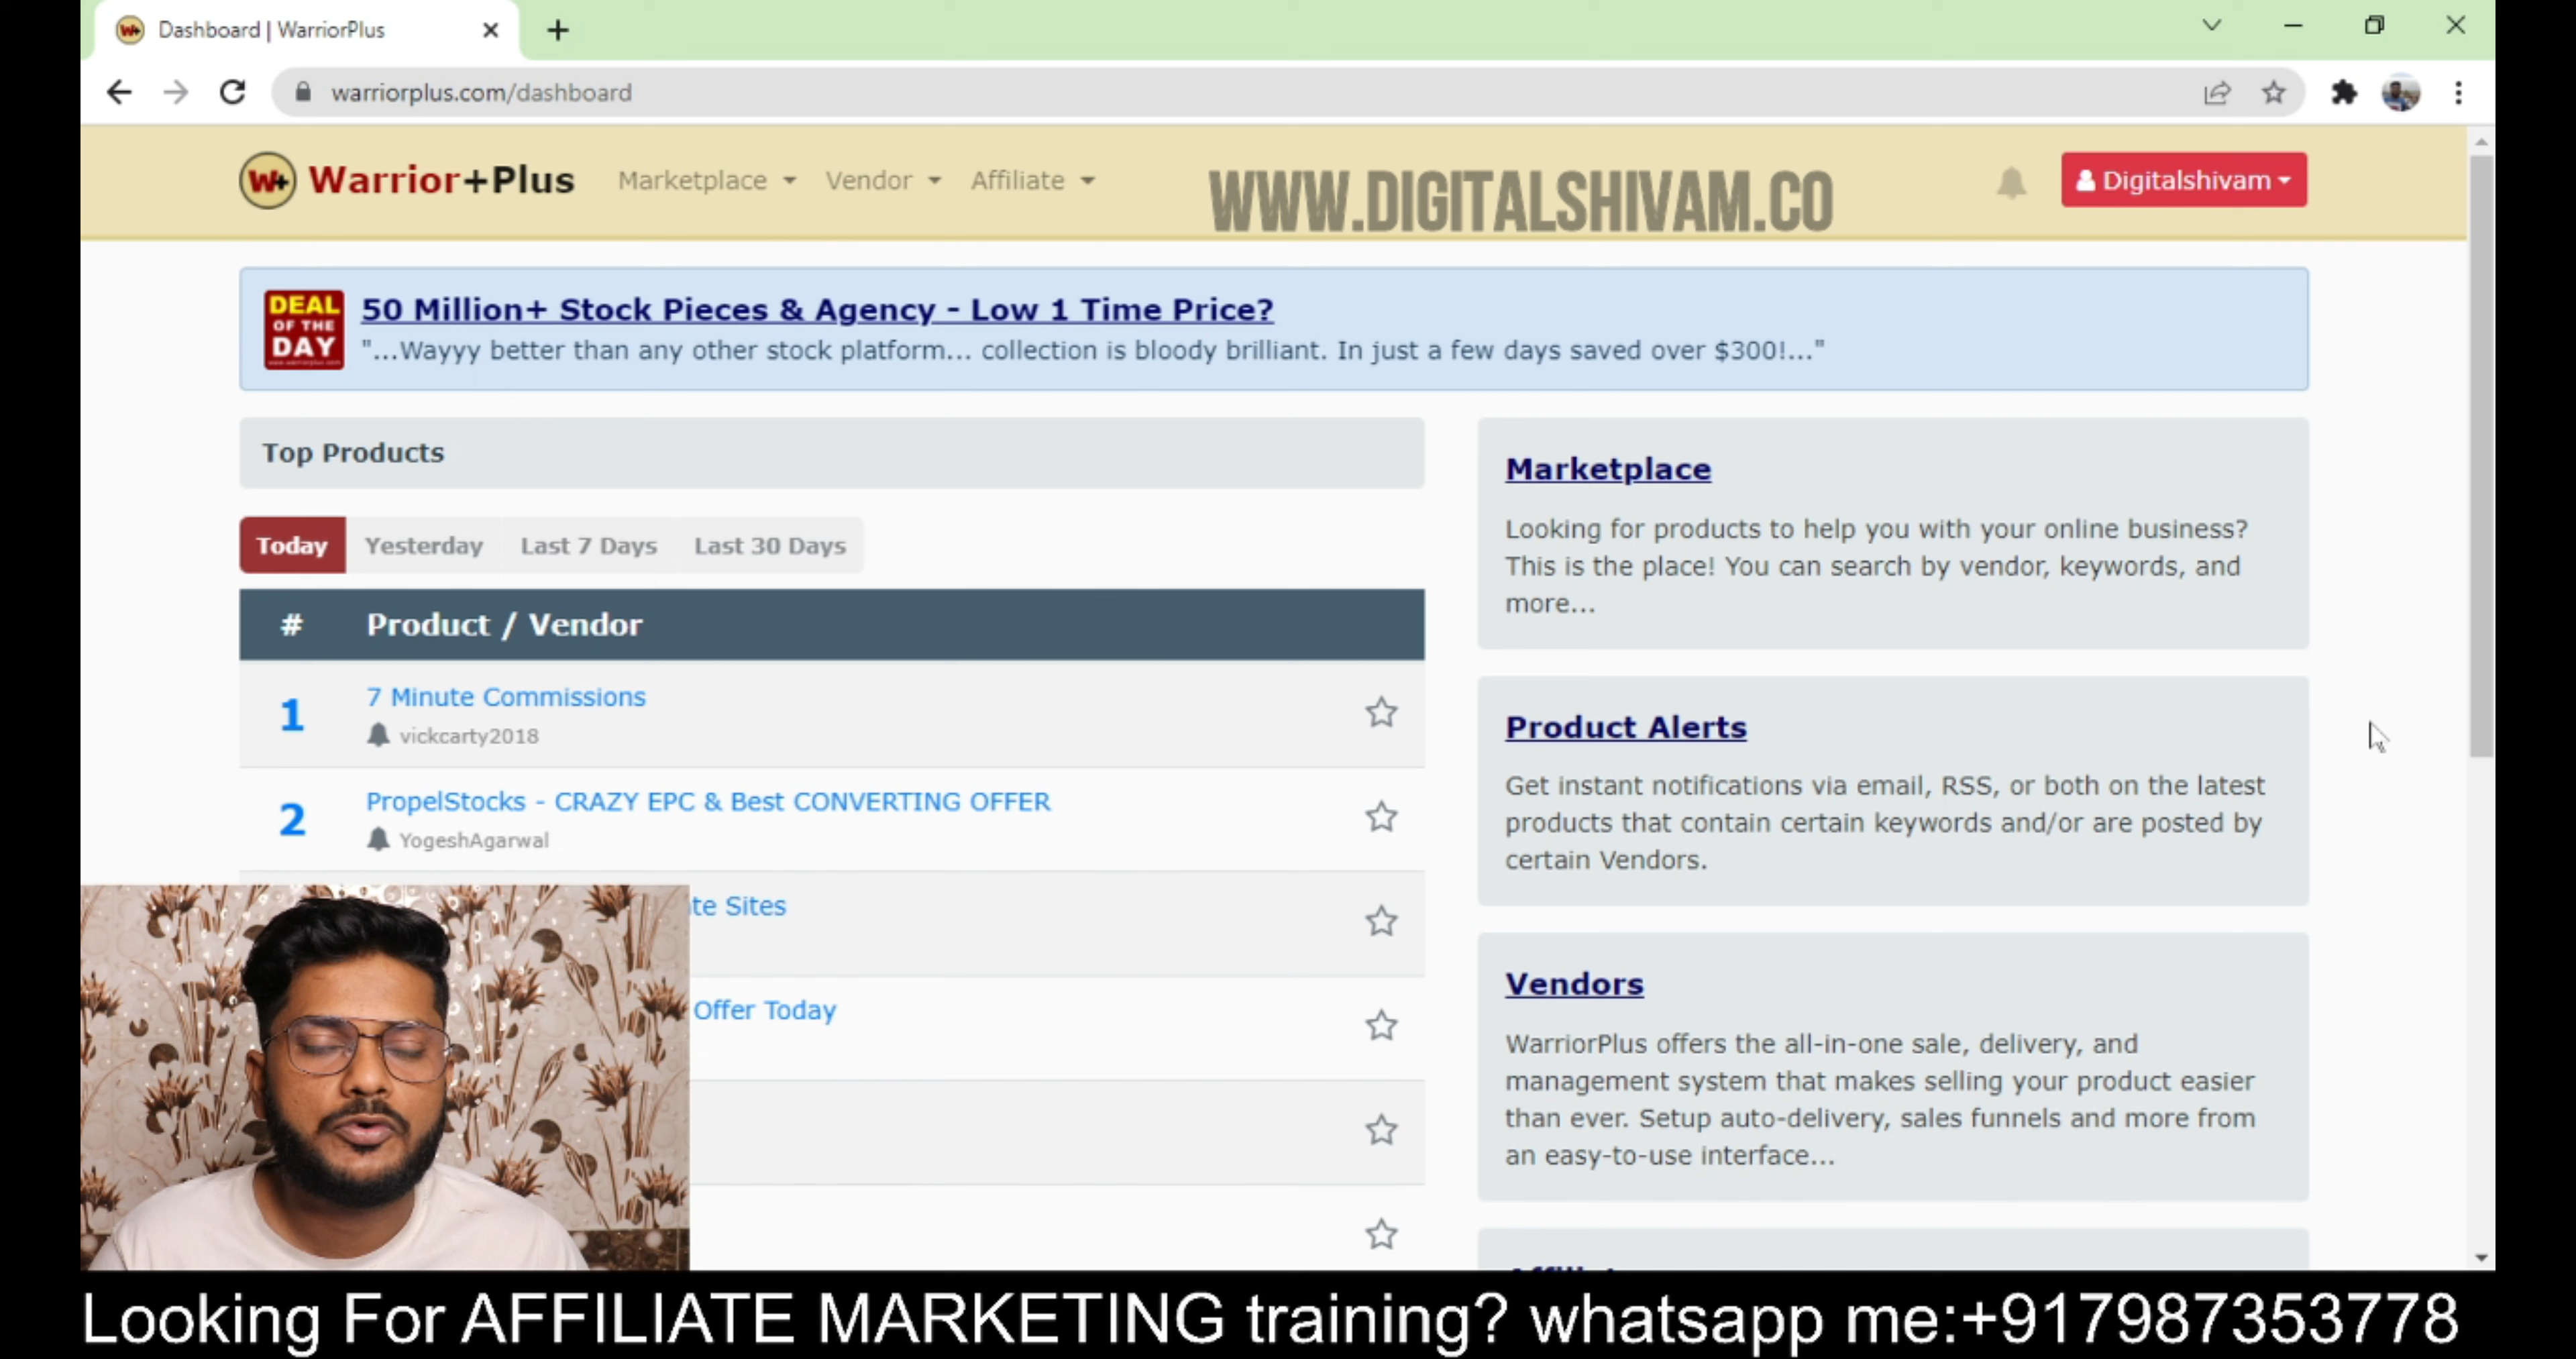 Dashboard | WarriorPlus
warriorplus.com/dashboard
W+ Warrior+Plus Marketplace Vendor Affiliate
WWW.DIGITALSHIVAM.CO
Digitalshivam
DEAL
OF THE
DAY
50 Million+ Stock Pieces & Agency - Low 1 Time Price?
"...Wayyy better than any other stock platform... collection is bloody brilliant. In just a few days saved over $300!..."
Top Products
Today Yesterday Last 7 Days Last 30 Days
# Product / Vendor
1 7 Minute Commissions
vickcarty2018
2 PropelStocks - CRAZY EPC & Best CONVERTING OFFER
YogeshAgarwal
Sites
Offer Today
Marketplace
Looking for products to help you with your online business?
This is the place! You can search by vendor, keywords, and
more...
Product Alerts
Get instant notifications via email, RSS, or both on the latest
products that contain certain keywords and/or are posted by
certain Vendors.
Vendors
WarriorPlus offers the all-in-one sale, delivery, and
management system that makes selling your product easier
than ever. Setup auto-delivery, sales funnels and more from
an easy-to-use interface...
Looking For AFFILIATE MARKETING training? whatsapp me:+917987353778